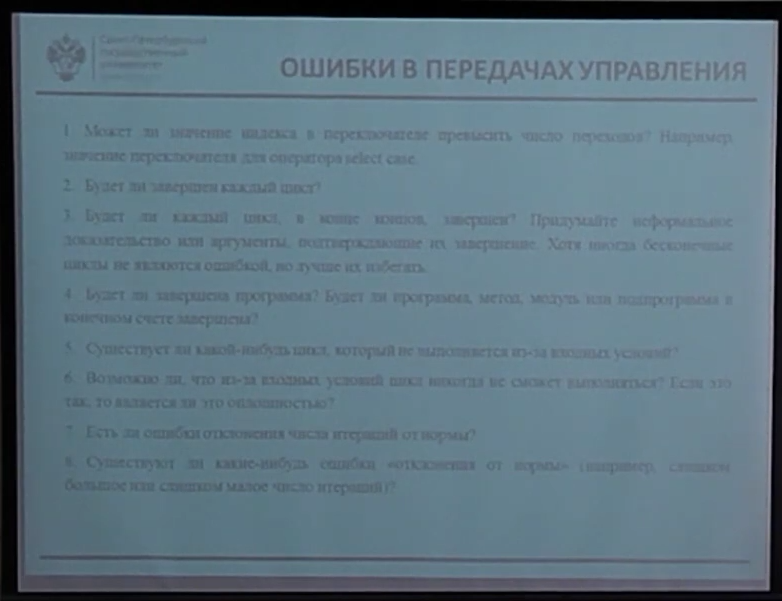 Санкт-Петербургский
государственный
университет
ОШИБКИ В ПЕРЕДАЧАХ УПРАВЛЕНИЯ
1. Может ли значение индекса в переключателе превысить число переходов? Например,
значение переключателя для оператора select case.
2. Будет ли завершен каждый цикл?
3. Будет ли каждый цикл, в конце концов, завершен? Придумайте неформальное
доказательство или аргументы, подтверждающие их завершение. Хотя иногда бесконечные
циклы не являются ошибкой, но лучше их избегать.
4. Будет ли завершена программа? Будет ли программа, метод, модуль или подпрограмма в
конечном счете завершена?
5. Существует ли какой-нибудь цикл, который не выполняется из-за входных условий?
6. Возможно ли, что из-за входных условий цикл никогда не сможет выполняться? Если это
так, то является ли это оплошностью?
7. Есть ли ошибки отклонения числа итераций от нормы?
8. Существуют ли какие-нибудь ошибки «отклонения от нормы» (например, слишком
большое или слишком малое число итераций)?